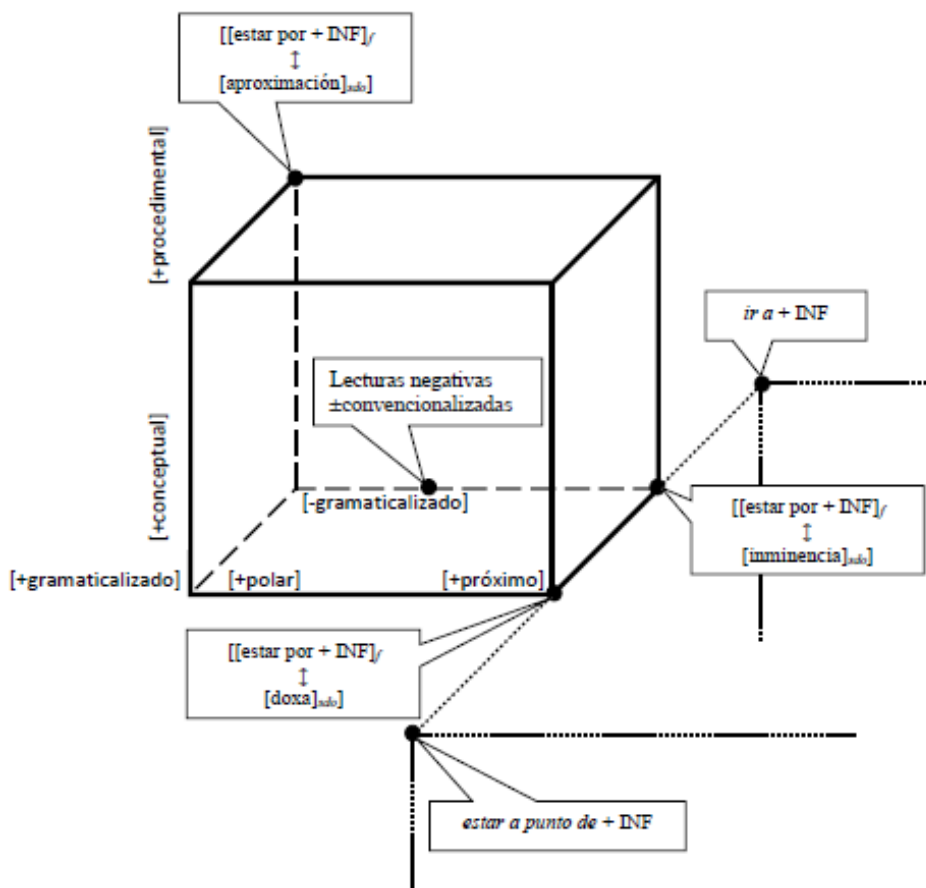 [[estar por + INF]f
↕
[aproximación]sdo]
[+procedimental]
ir a + INF
Lecturas negativas
±convencionalizadas
[+conceptual]
[-gramaticalizado]
[[estar por + INF]f
↕
[inminencia]sdo]
[+gramaticalizado]
[+polar]
[+próximo]
[[estar por + INF]f
↕
[doxa]sdo]
estar a punto de + INF